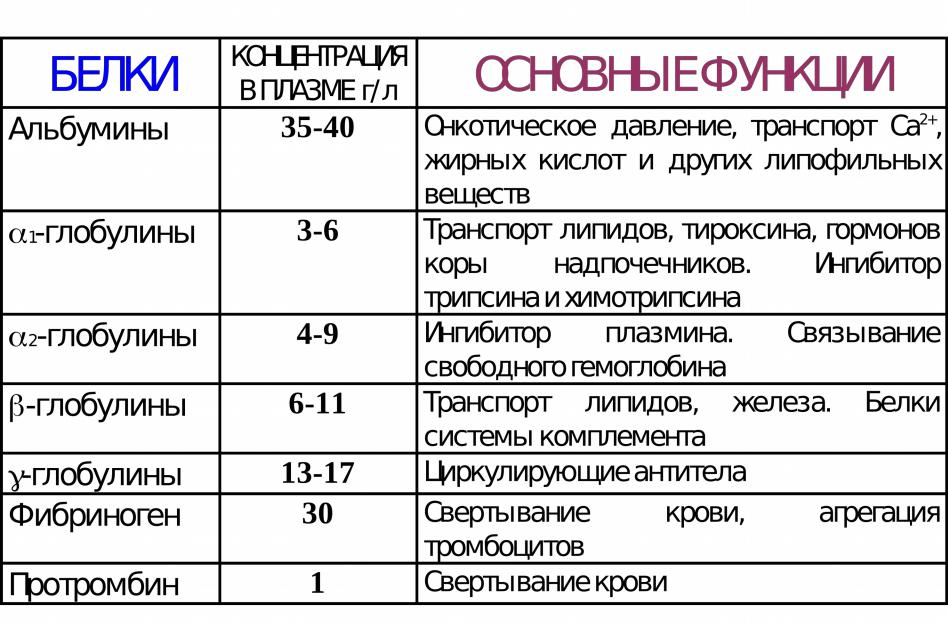 БЕЛКИ
КОНЦЕНТРАЦИЯ
В ПЛАЗМЕ г/л
ОСНОВНЫЕ ФУНКЦИИ
Альбумины
35-40
Онкотическое давление, транспорт Ca²⁺,
жирных кислот и других липофильных
веществ
α₁-глобулины
3-6
Транспорт липидов, тироксина, гормонов
коры надпочечников. Ингибитор
трипсина и химотрипсина
α₂-глобулины
4-9
Ингибитор плазмина. Связывание
свободного гемоглобина
β-глобулины
6-11
Транспорт липидов, железа. Белки
системы комплемента
γ-глобулины
13-17
Циркулирующие антитела
Фибриноген
30
Свертывание крови, агрегация
тромбоцитов
Протромбин
1
Свертывание крови